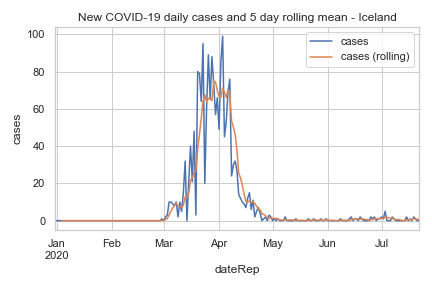 New COVID-19 daily cases and 5 day rolling mean - Iceland
cases
cases (rolling)
cases
100
80
60
40
20
0
Jan Feb Mar Apr May Jun Jul
2020
dateRep